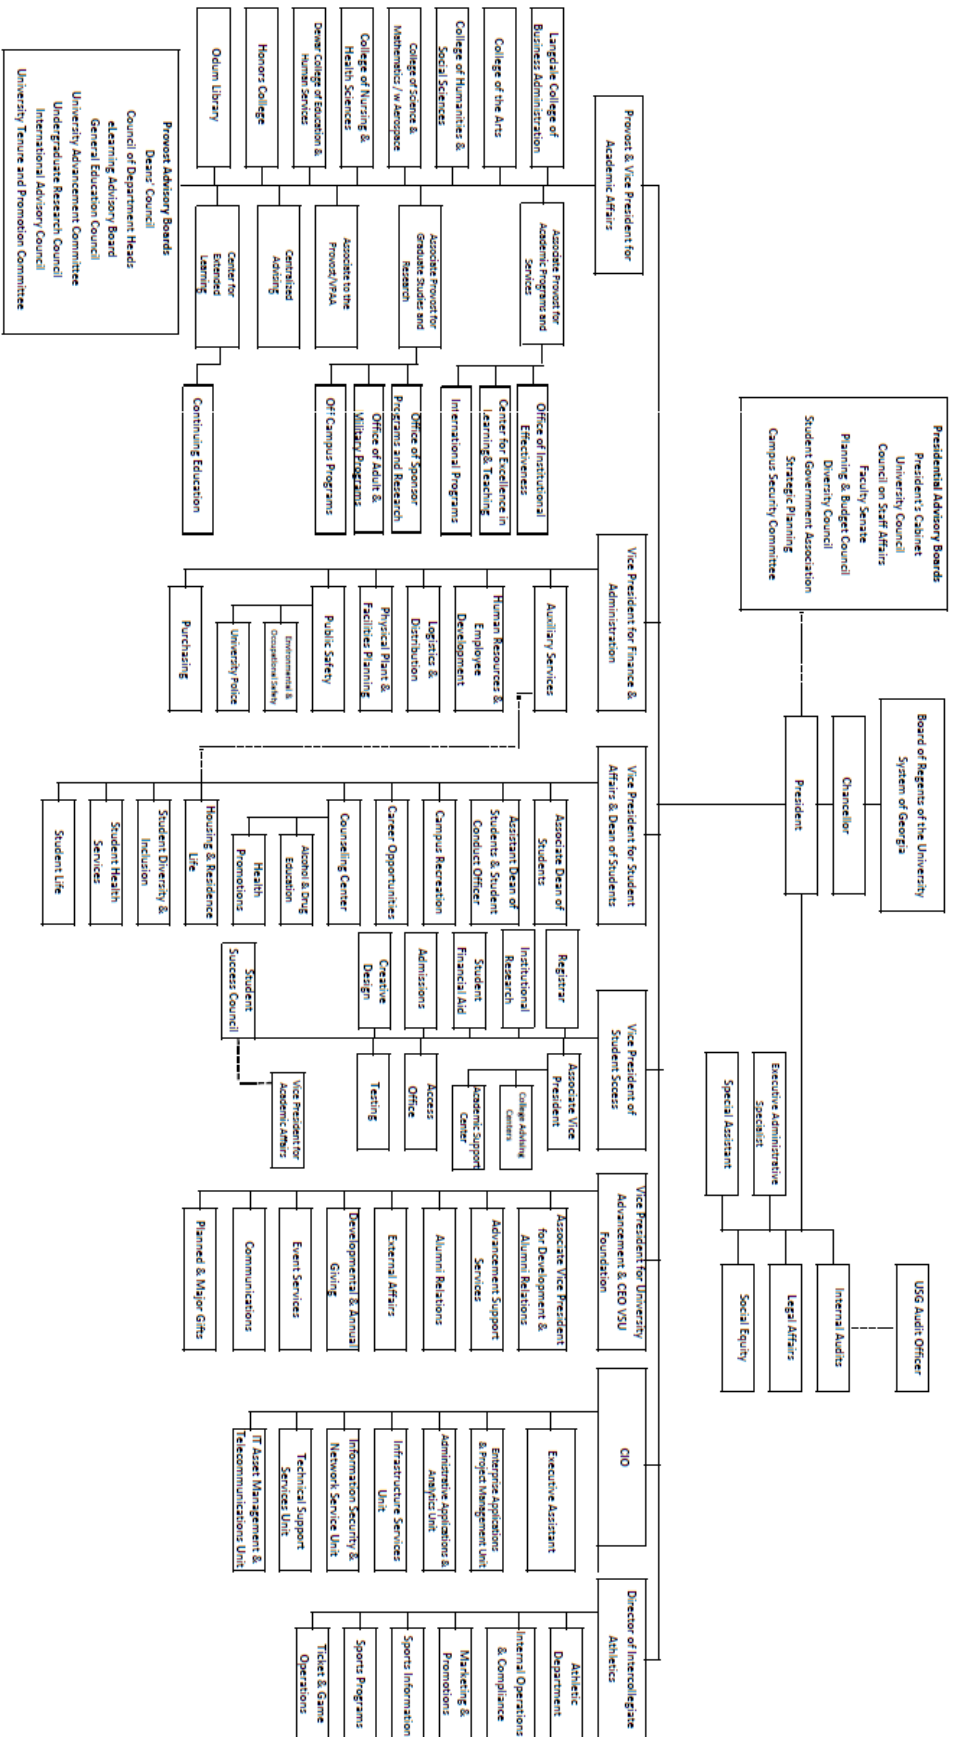 Board of Regents of the University
System of Georgia
Chancellor
President
Presidential Advisory Boards
President's Cabinet
University Council
Council on Staff Affairs
Faculty Senate
Planning & Budget Council
Diversity Council
Student Government Association
Strategic Planning
Campus Security Committee
USG Audit Officer
Internal Audits
Legal Affairs
Social Equity
Executive Administrative
Specialist
Special Assistant
Provost & Vice President for
Academic Affairs
Langdale College of
Business Administration
College of the Arts
College of Humanities &
Social Sciences
College of Science &
Mathematics / w Aerospace
College of Nursing &
Health Sciences
Dewar College of Education &
Human Services
Honors College
Odum Library
Associate Provost for
Academic Programs and
Services
Associate Provost for
Graduate Studies and
Research
Associate to the
Provost/VPAA
Centralized
Advising
Center for
Extended
Learning
Office of Institutional
Effectiveness
Center for Excellence in
Learning& Teaching
International Programs
Office of Sponsor
Programs and Research
Office of Adult &
Military Programs
Off Campus Programs
Continuing Education
Provost Advisory Boards
Deans' Council
Council of Department Heads
eLearning Advisory Board
General Education Council
University Advancement Committee
Undergraduate Research Council
International Advisory Council
University Tenure and Promotion Committee
Vice President for Finance &
Administration
Auxiliary Services
Human Resources &
Employee
Development
Logistics &
Distribution
Physical Plant &
Facilities Planning
Public Safety
Environmental &
Occupational Safety
University Police
Purchasing
Vice President for Student
Affairs & Dean of Students
Associate Dean of
Students
Assistant Dean of
Students & Student
Conduct Officer
Campus Recreation
Career Opportunities
Counseling Center
Alcohol & Drug
Education
Health
Promotions
Housing & Residence
Life
Student Diversity &
Inclusion
Student Health
Services
Student Life
Vice President of
Student Sccess
Registrar
Institutional
Research
Student
Financial Aid
Admissions
Creative
Design
Student
Success Council
Associate Vice
President
College Advising
Centers
Academic Support
Center
Access
Office
Testing
Vice President for
Academic Affairs
Vice President for University
Advancement & CEO VSU
Foundation
Associate Vice President
for Development &
Alumni Relations
Advancement Support
Services
Alumni Relations
External Affairs
Developmental & Annual
Giving
Event Services
Communications
Planned & Major Gifts
CIO
Executive Assistant
Enterprise Applications
& Project Management Unit
Administrative Applications &
Analytics Unit
Infrastructure Services
Unit
Information Security &
Network Service Unit
Technical Support
Services Unit
IT Asset Management &
Telecommunications Unit
Director of Intercollegiate
Athletics
Athletic
Department
Internal Operations
& Compliance
Marketing &
Promotions
Sports Information
Sports Programs
Ticket & Game
Operations